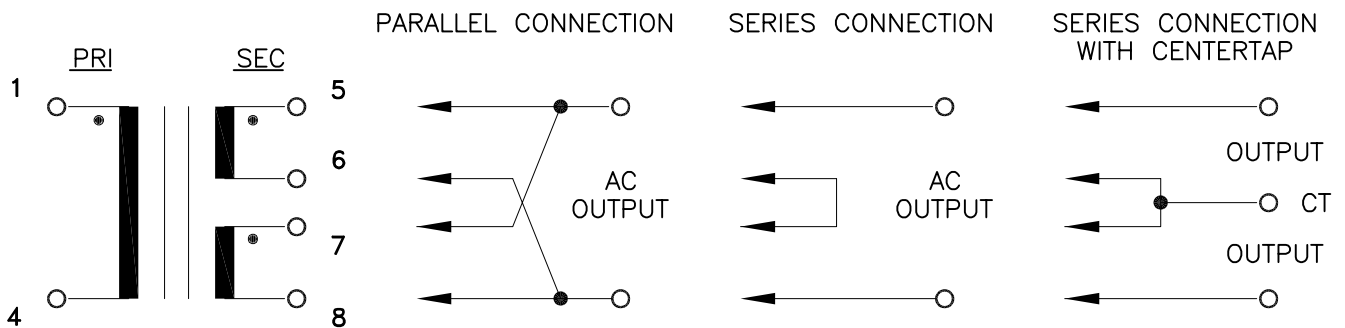 PARALLEL CONNECTION
SERIES CONNECTION
SERIES CONNECTION
WITH CENTERTAP
PRI
SEC
1
4
5
6
7
8
AC
OUTPUT
AC
OUTPUT
OUTPUT
CT
OUTPUT